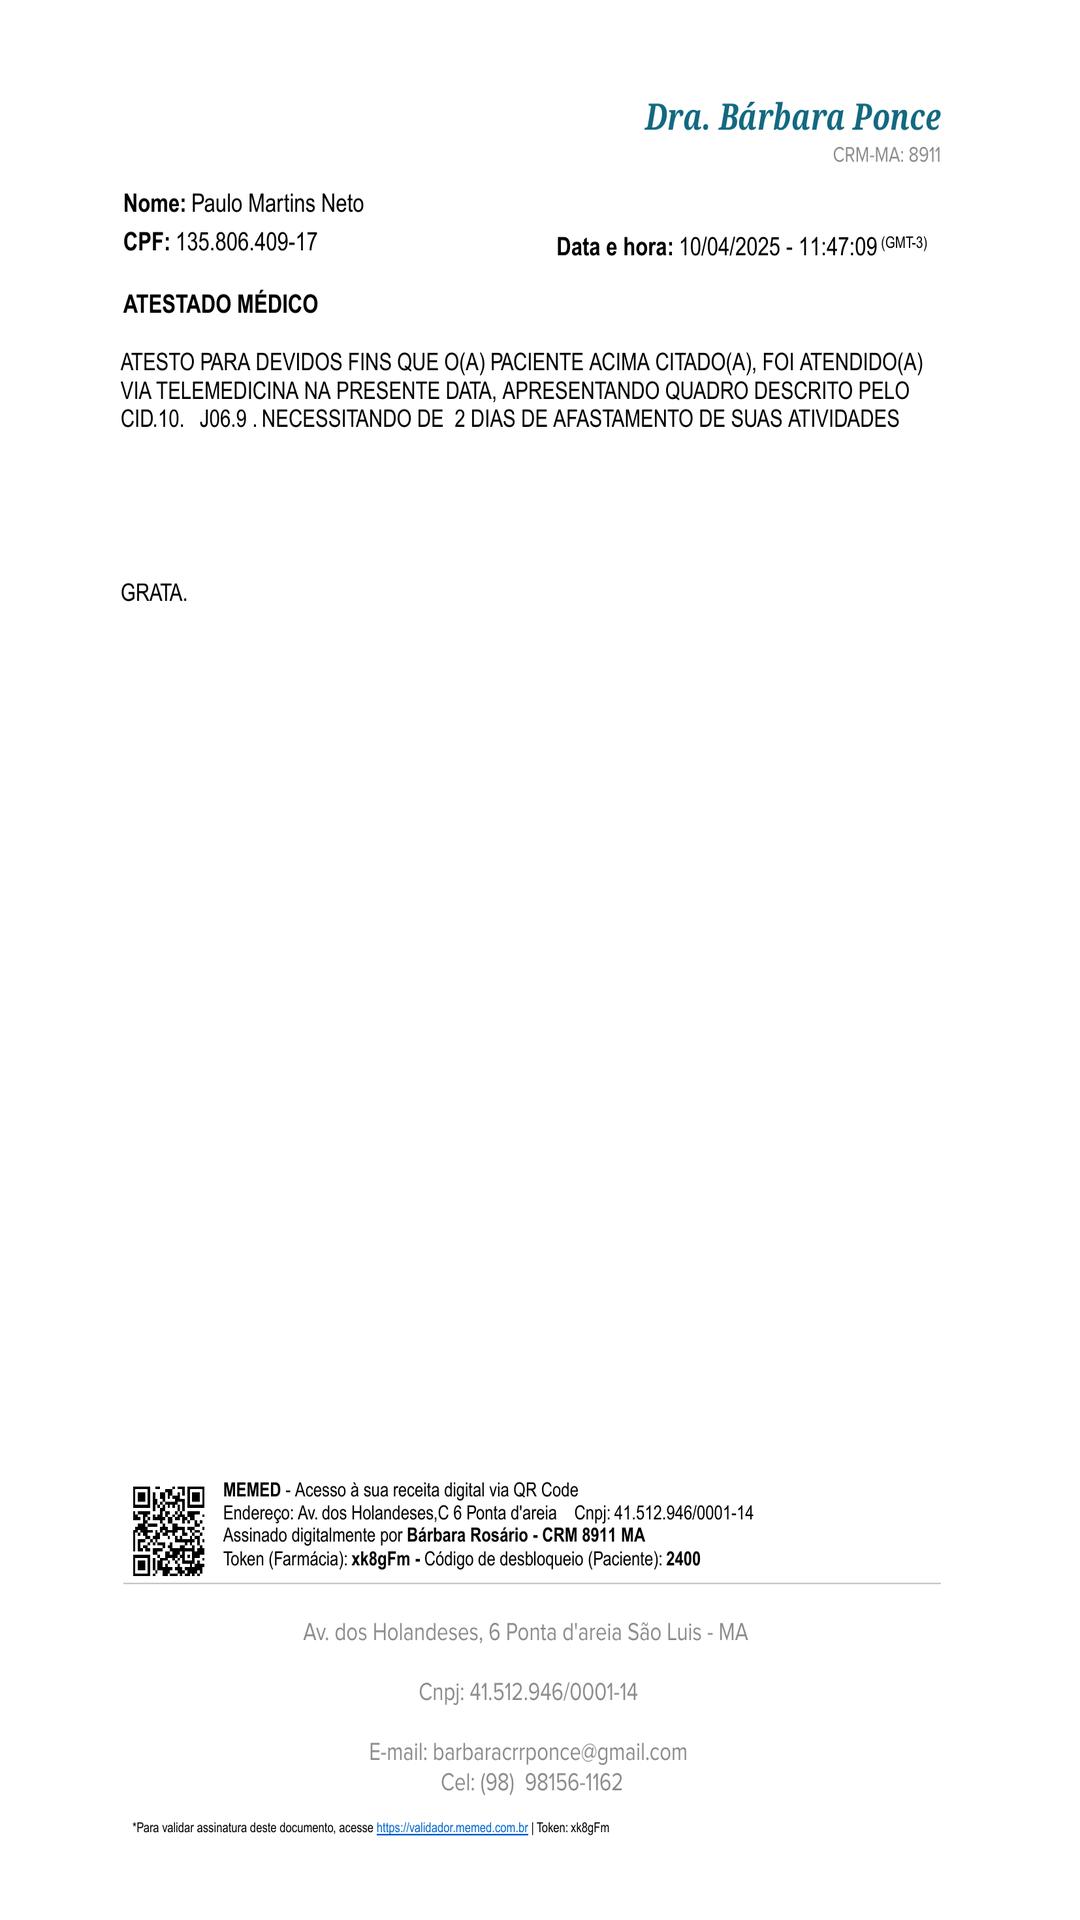 Dra. Bárbara Ponce
CRM-MA: 8911
Nome: Paulo Martins Neto
CPF: 135.806.409-17
Data e hora: 10/04/2025 - 11:47:09 (GMT-3)
ATESTADO MÉDICO
ATESTO PARA DEVIDOS FINS QUE O(A) PACIENTE ACIMA CITADO(A), FOI ATENDIDO(A)
VIA TELEMEDICINA NA PRESENTE DATA, APRESENTANDO QUADRO DESCRITO PELO
CID.10. J06.9 . NECESSITANDO DE 2 DIAS DE AFASTAMENTO DE SUAS ATIVIDADES
GRATA.
MEMED - Acesso à sua receita digital via QR Code
Endereço: Av. dos Holandeses,C 6 Ponta d'areia Cnpj: 41.512.946/0001-14
Assinado digitalmente por Bárbara Rosário - CRM 8911 MA
Token (Farmácia): xk8gFm - Código de desbloqueio (Paciente): 2400
Av. dos Holandeses, 6 Ponta d'areia São Luis - MA
Cnpj: 41.512.946/0001-14
E-mail: barbaracrrponce@gmail.com
Cel: (98) 98156-1162
*Para validar assinatura deste documento, acesse https://validador.memed.com.br | Token: xk8gFm